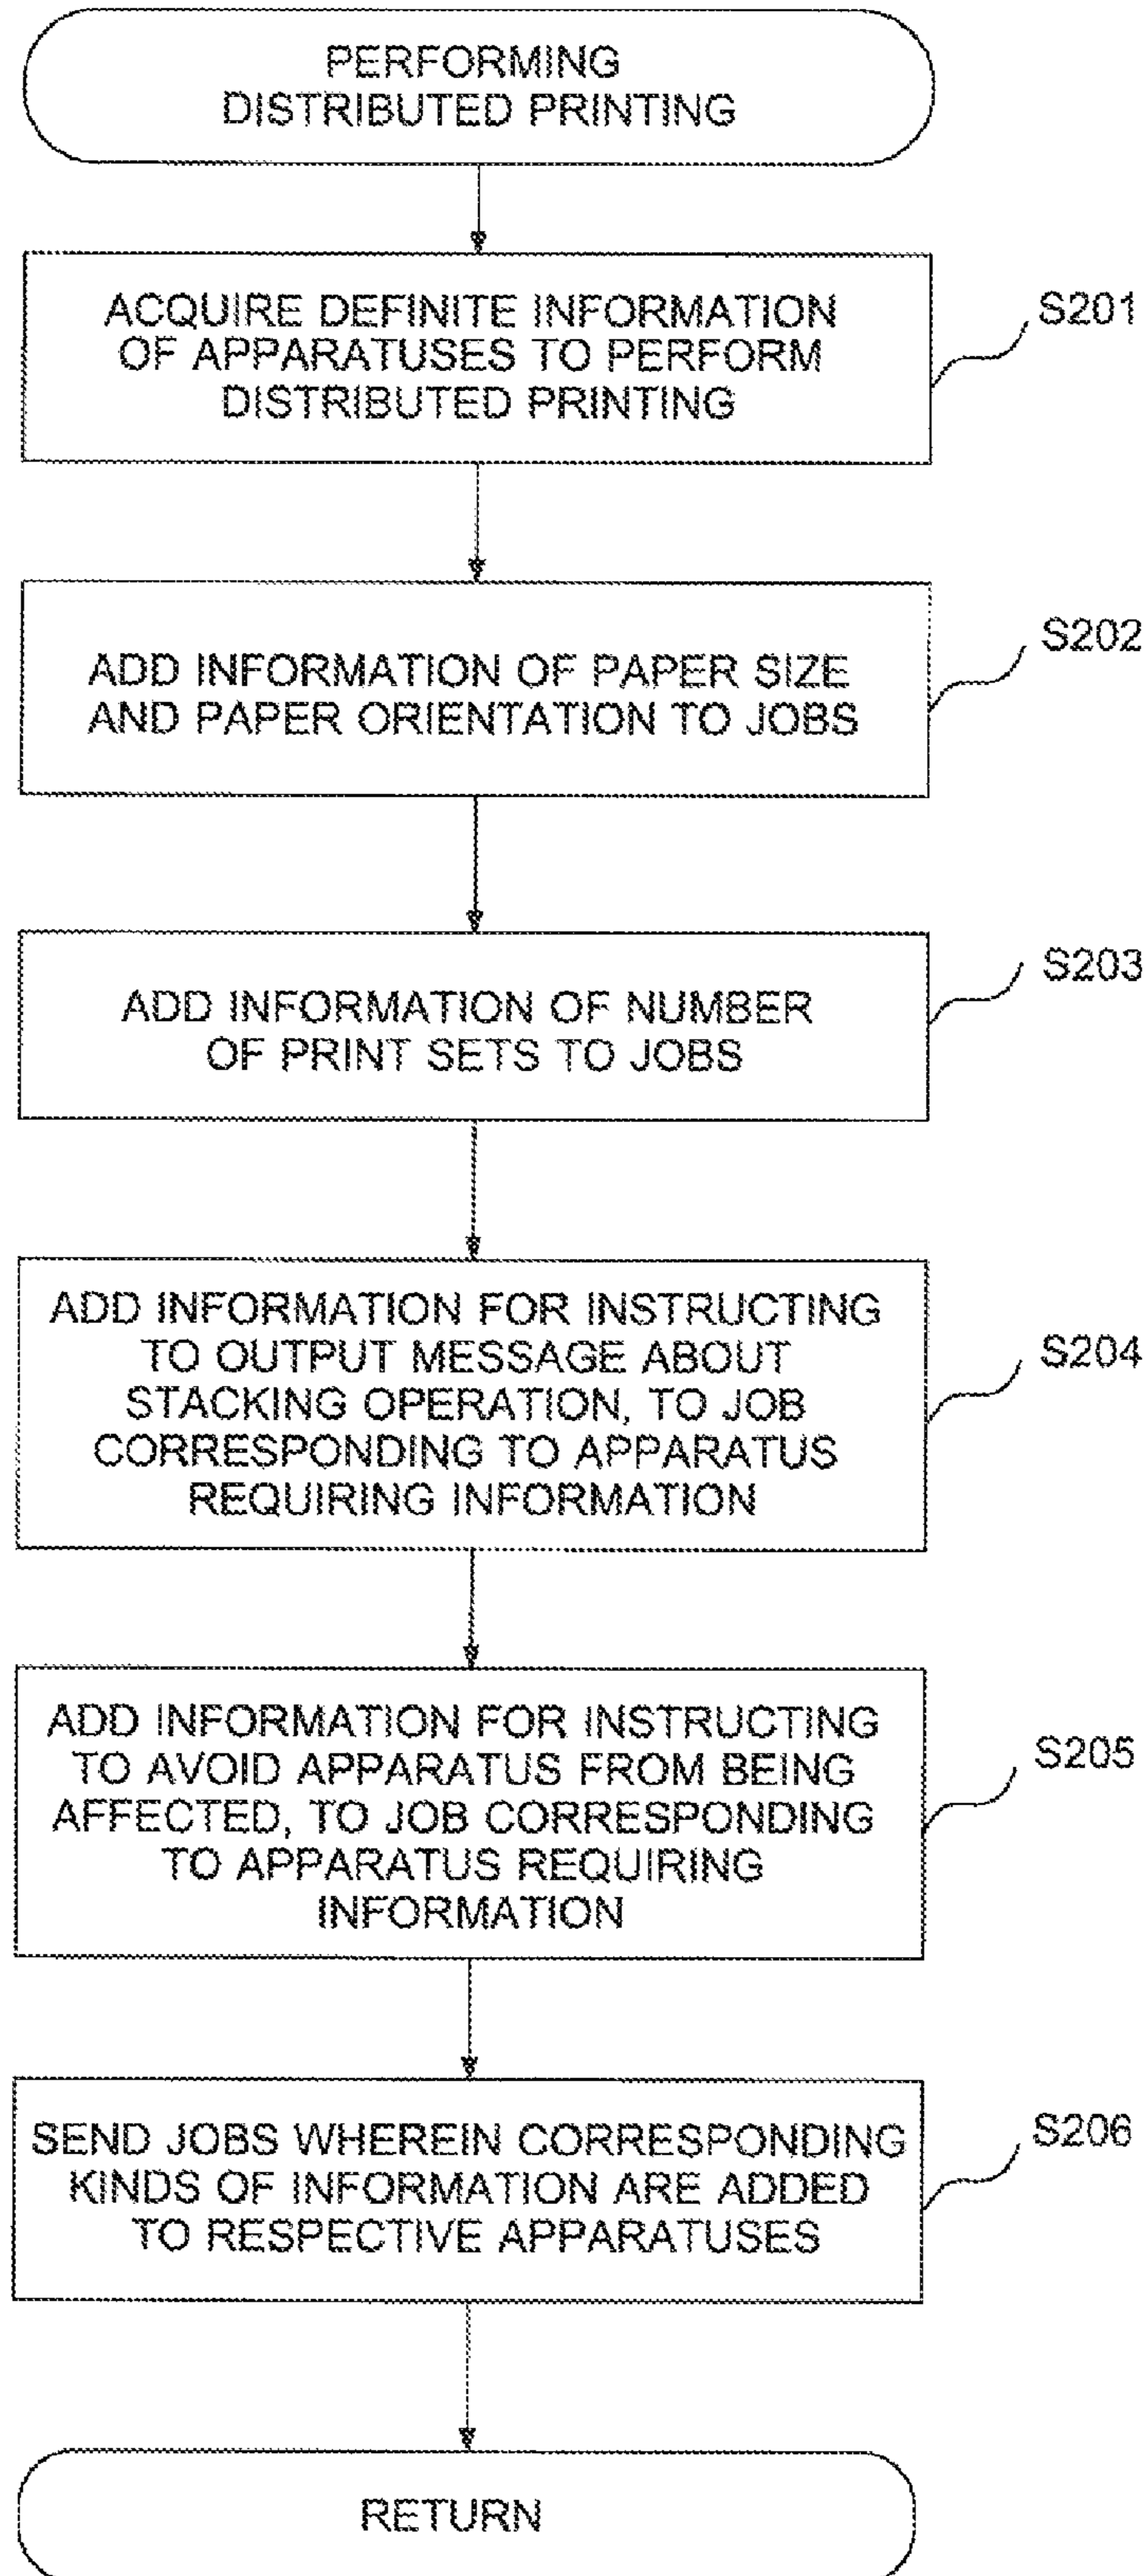 PERFORMING
DISTRIBUTED PRINTING
ACQUIRE DEFINITE INFORMATION
OF APPARATUSES TO PERFORM
DISTRIBUTED PRINTING
S201
ADD INFORMATION OF PAPER SIZE
AND PAPER ORIENTATION TO JOBS
S202
ADD INFORMATION OF NUMBER
OF PRINT SETS TO JOBS
S203
ADD INFORMATION FOR INSTRUCTING
TO OUTPUT MESSAGE ABOUT
STACKING OPERATION, TO JOB
CORRESPONDING TO APPARATUS
REQUIRING INFORMATION
S204
ADD INFORMATION FOR INSTRUCTING
TO AVOID APPARATUS FROM BEING
AFFECTED, TO JOB CORRESPONDING
TO APPARATUS REQUIRING
INFORMATION
S205
SEND JOBS WHEREIN CORRESPONDING
KINDS OF INFORMATION ARE ADDED
TO RESPECTIVE APPARATUSES
S206
RETURN